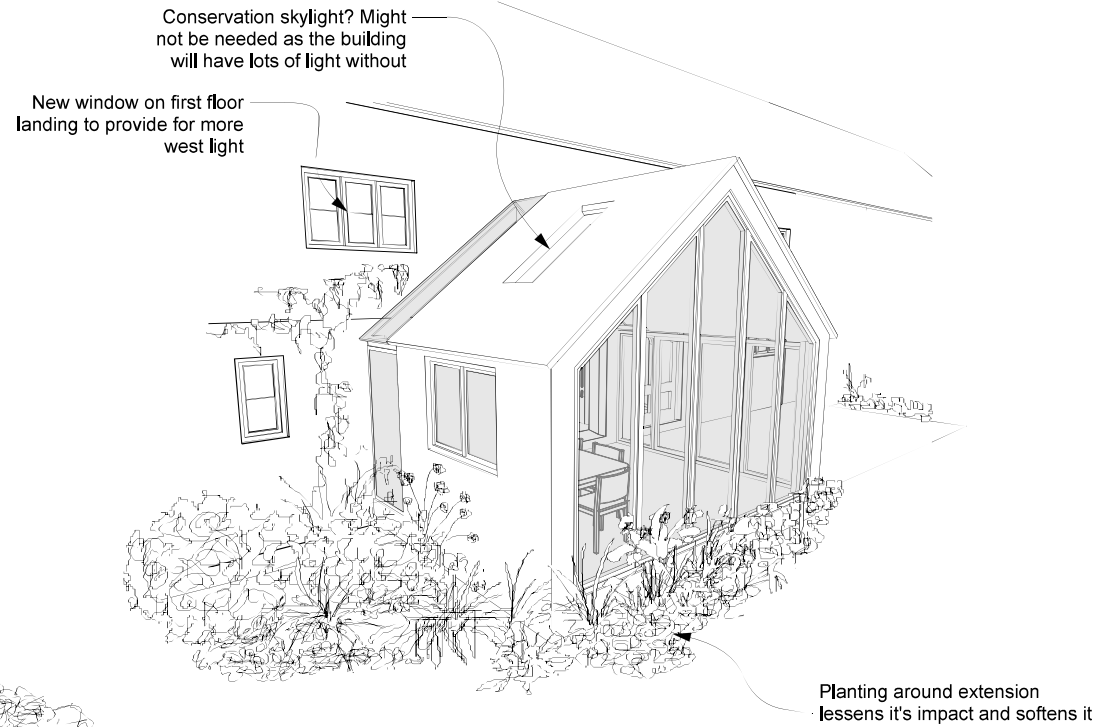 Conservation skylight? Might
not be needed as the building
will have lots of light without
New window on first floor
landing to provide for more
west light
Planting around extension
lessens it's impact and softens it